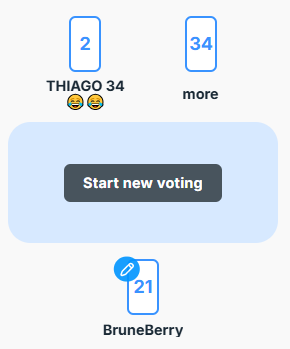 2 34
THIAGO 34
😂😂
more
Start new voting
21
BruneBerry